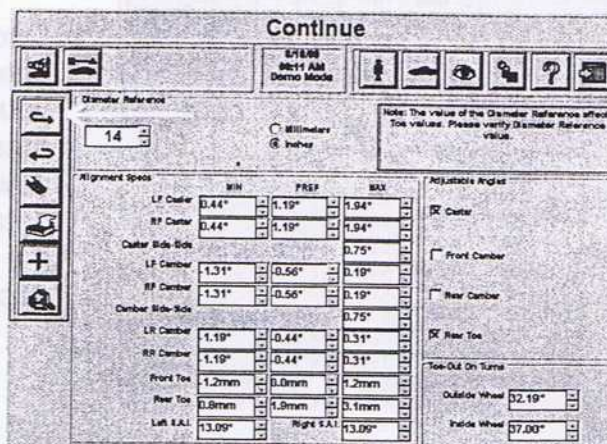 Continue
Demo Mode
Diameter Reference
14
Millimeters
Inches
Note: The value of the Diameter Reference affect
Toe values. Please verify Diameter Reference
value.
Alignment Specs
MIN PREF MAX
LF Caster 0.44° 1.19° 1.94°
RF Caster 0.44° 1.19° 1.94°
Caster Side-Side 0.75°
LF Camber -1.31° -0.56° 0.19°
RF Camber -1.31° -0.56° 0.19°
Camber Side-Side 0.75°
LR Camber -1.19° -0.44° 0.31°
RR Camber -1.19° -0.44° 0.31°
Front Toe -1.2mm 0.0mm 1.2mm
Rear Toe 0.8mm 1.9mm 3.1mm
Left S.A.I. 13.09° Right S.A.I. 13.09°
Adjustable Angles
Caster
Front Camber
Rear Camber
Rear Toe
Toe-Out On Turns
Outside Wheel 32.19°
Inside Wheel 37.00°